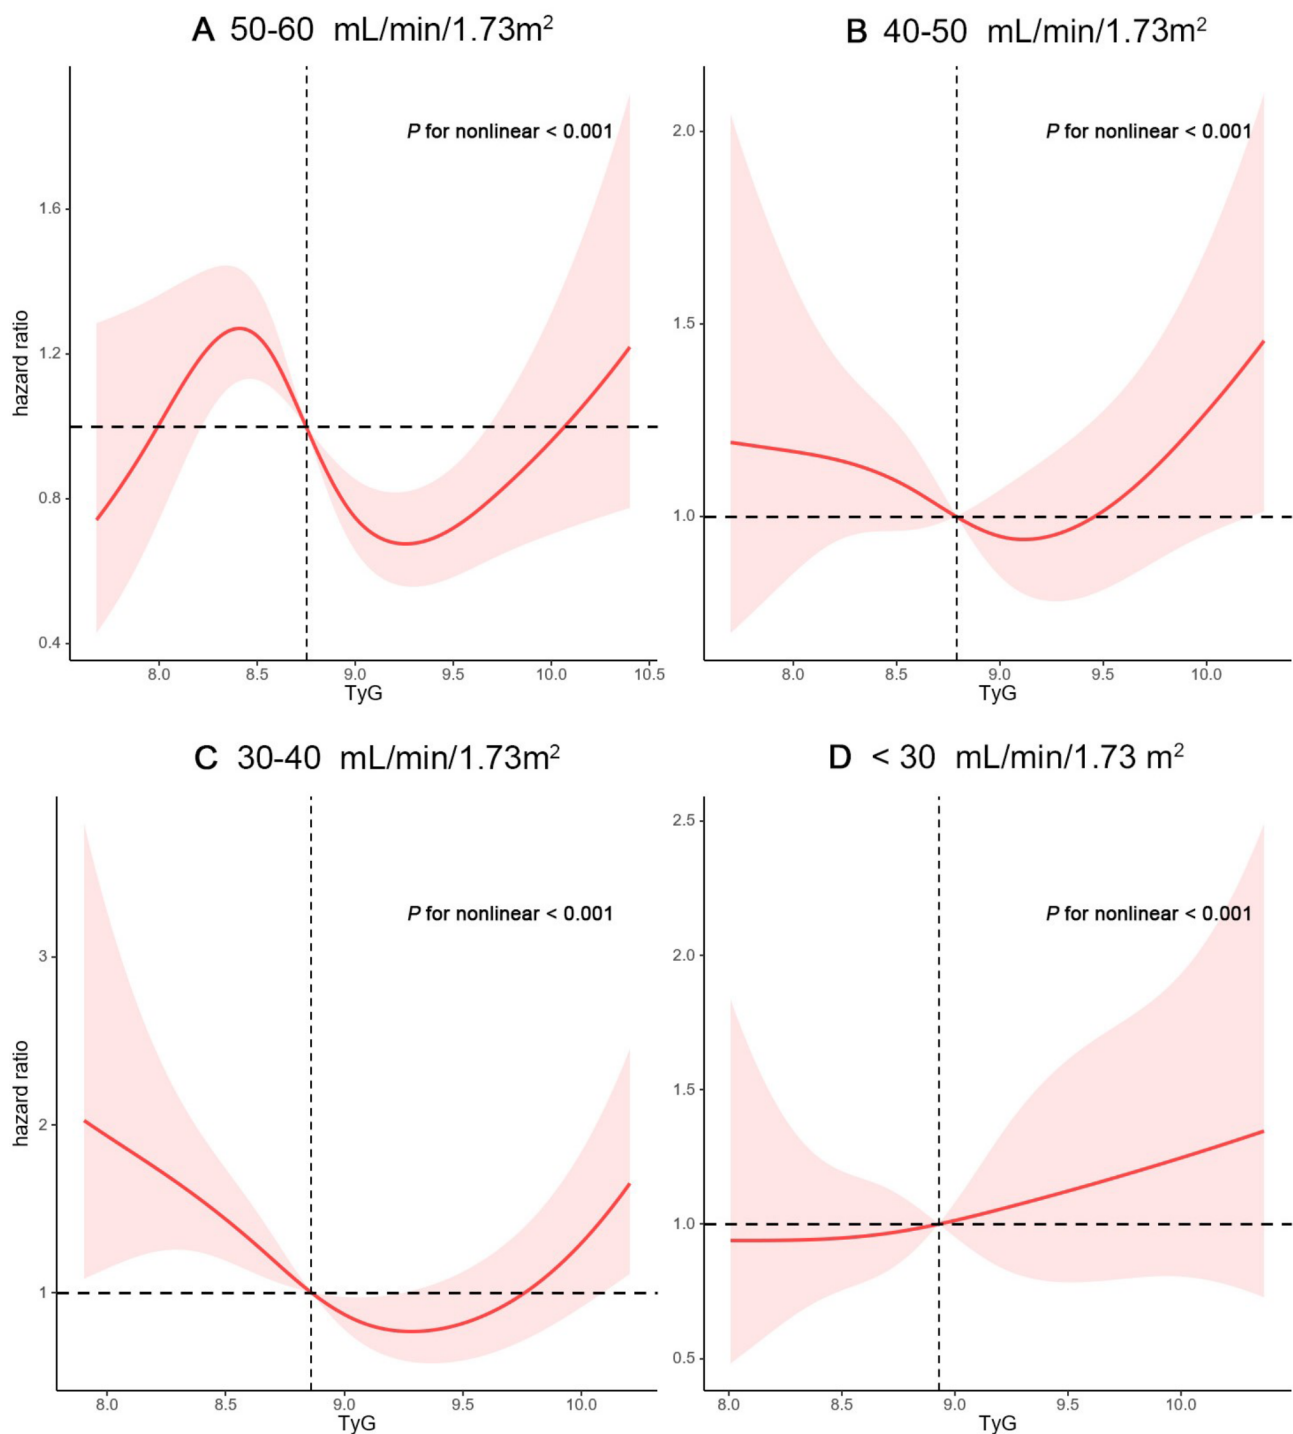 A 50-60 mL/min/1.73m²
P for nonlinear < 0.001
hazard ratio
1.6
1.2
0.8
0.4
8.0 8.5 9.0 9.5 10.0 10.5
TyG
B 40-50 mL/min/1.73m²
P for nonlinear < 0.001
2.0
1.5
1.0
8.0 8.5 9.0 9.5 10.0
TyG
C 30-40 mL/min/1.73m²
P for nonlinear < 0.001
hazard ratio
3
2
1
8.0 8.5 9.0 9.5 10.0
TyG
D < 30 mL/min/1.73 m²
P for nonlinear < 0.001
2.5
2.0
1.5
1.0
0.5
8.0 8.5 9.0 9.5 10.0
TyG